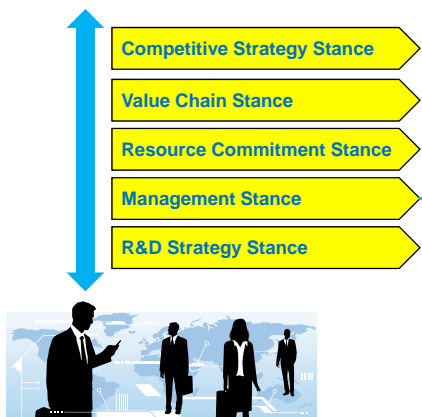 Competitive Strategy Stance
Value Chain Stance
Resource Commitment Stance
Management Stance
R&D Strategy Stance